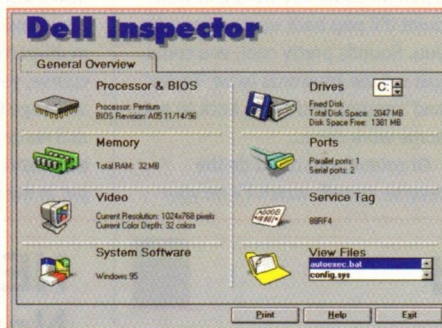 Dell Inspector
General Overview
Processor & BIOS
Processor: Pentium
BIOS Revision: A05 11/14/96
Memory
Total RAM: 32MB
Video
Current Resolution: 1024x768 pixels
Current Color Depth: 32 colors
System Software
Windows 95
Drives
C:
Fixed Disk
Total Disk Space: 2047 MB
Disk Space Free: 1381 MB
Ports
Parallel ports: 1
Serial ports: 2
Service Tag
88RF4
View Files
autoexec.bat
config.sys
Print
Help
Exit